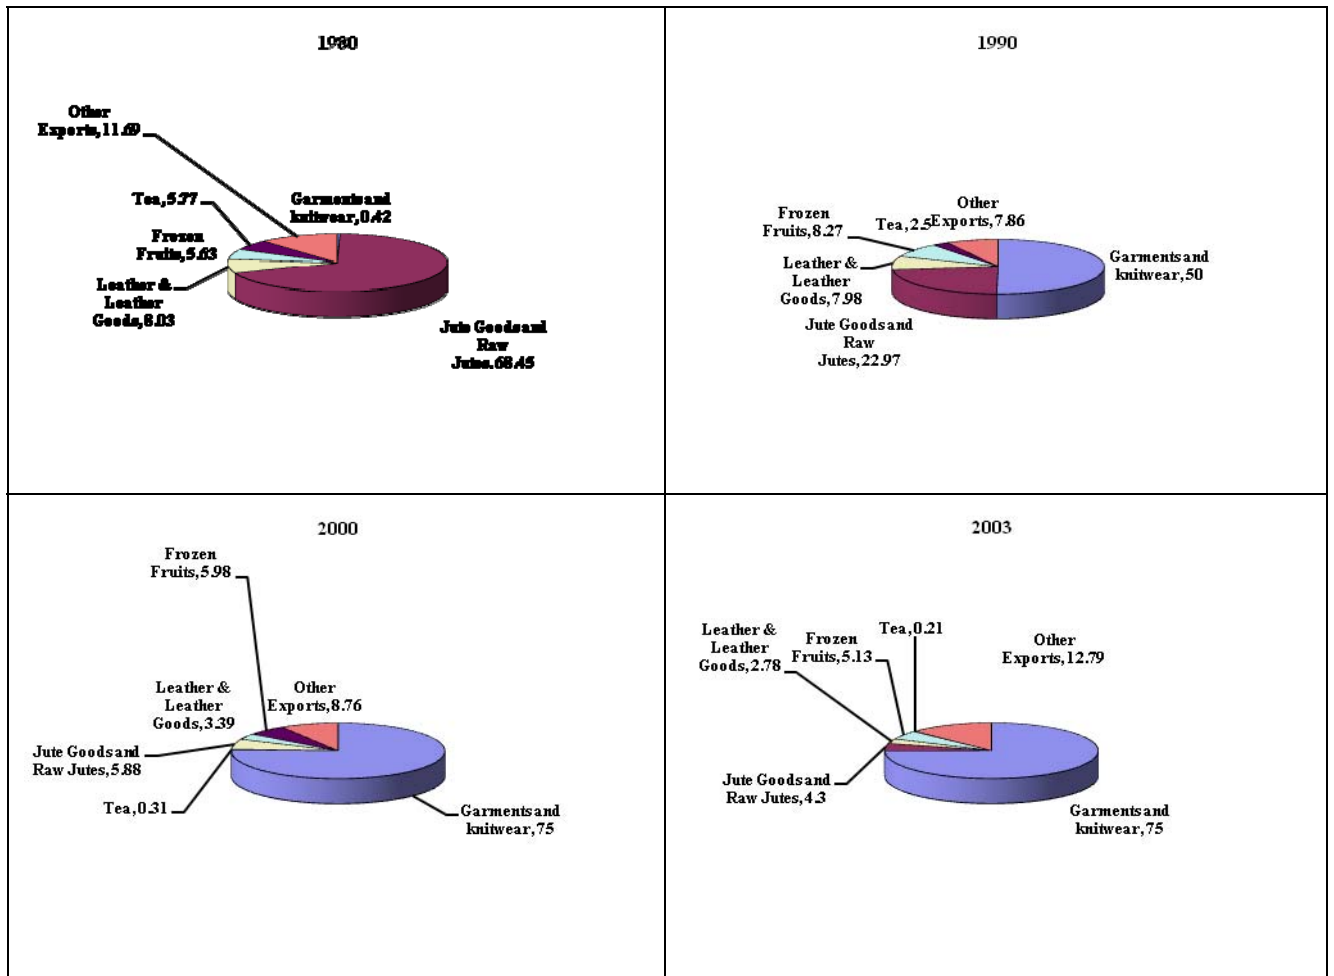 Other
Exports,11.69
Tea,5.77
Garments and
knitwear,0.42
Frozen
Fruits,5.63
Leather &
Leather
Goods,8.03
Jute Goods and
Raw
Jutes,68.45
1990
Other
Exports,7.86
Tea,2.5
Frozen
Fruits,8.27
Garments and
knitwear,50
Leather &
Leather
Goods,7.98
Jute Goods and
Raw
Jutes,22.97
2000
Frozen
Fruits,5.98
Leather &
Leather
Goods,3.39
Other
Exports,8.76
Jute Goods and
Raw Jutes,5.88
Tea,0.31
Garments and
knitwear,75
2003
Leather &
Leather
Goods,2.78
Frozen
Fruits,5.13
Tea,0.21
Other
Exports,12.79
Jute Goods and
Raw Jutes,4.3
Garments and
knitwear,75